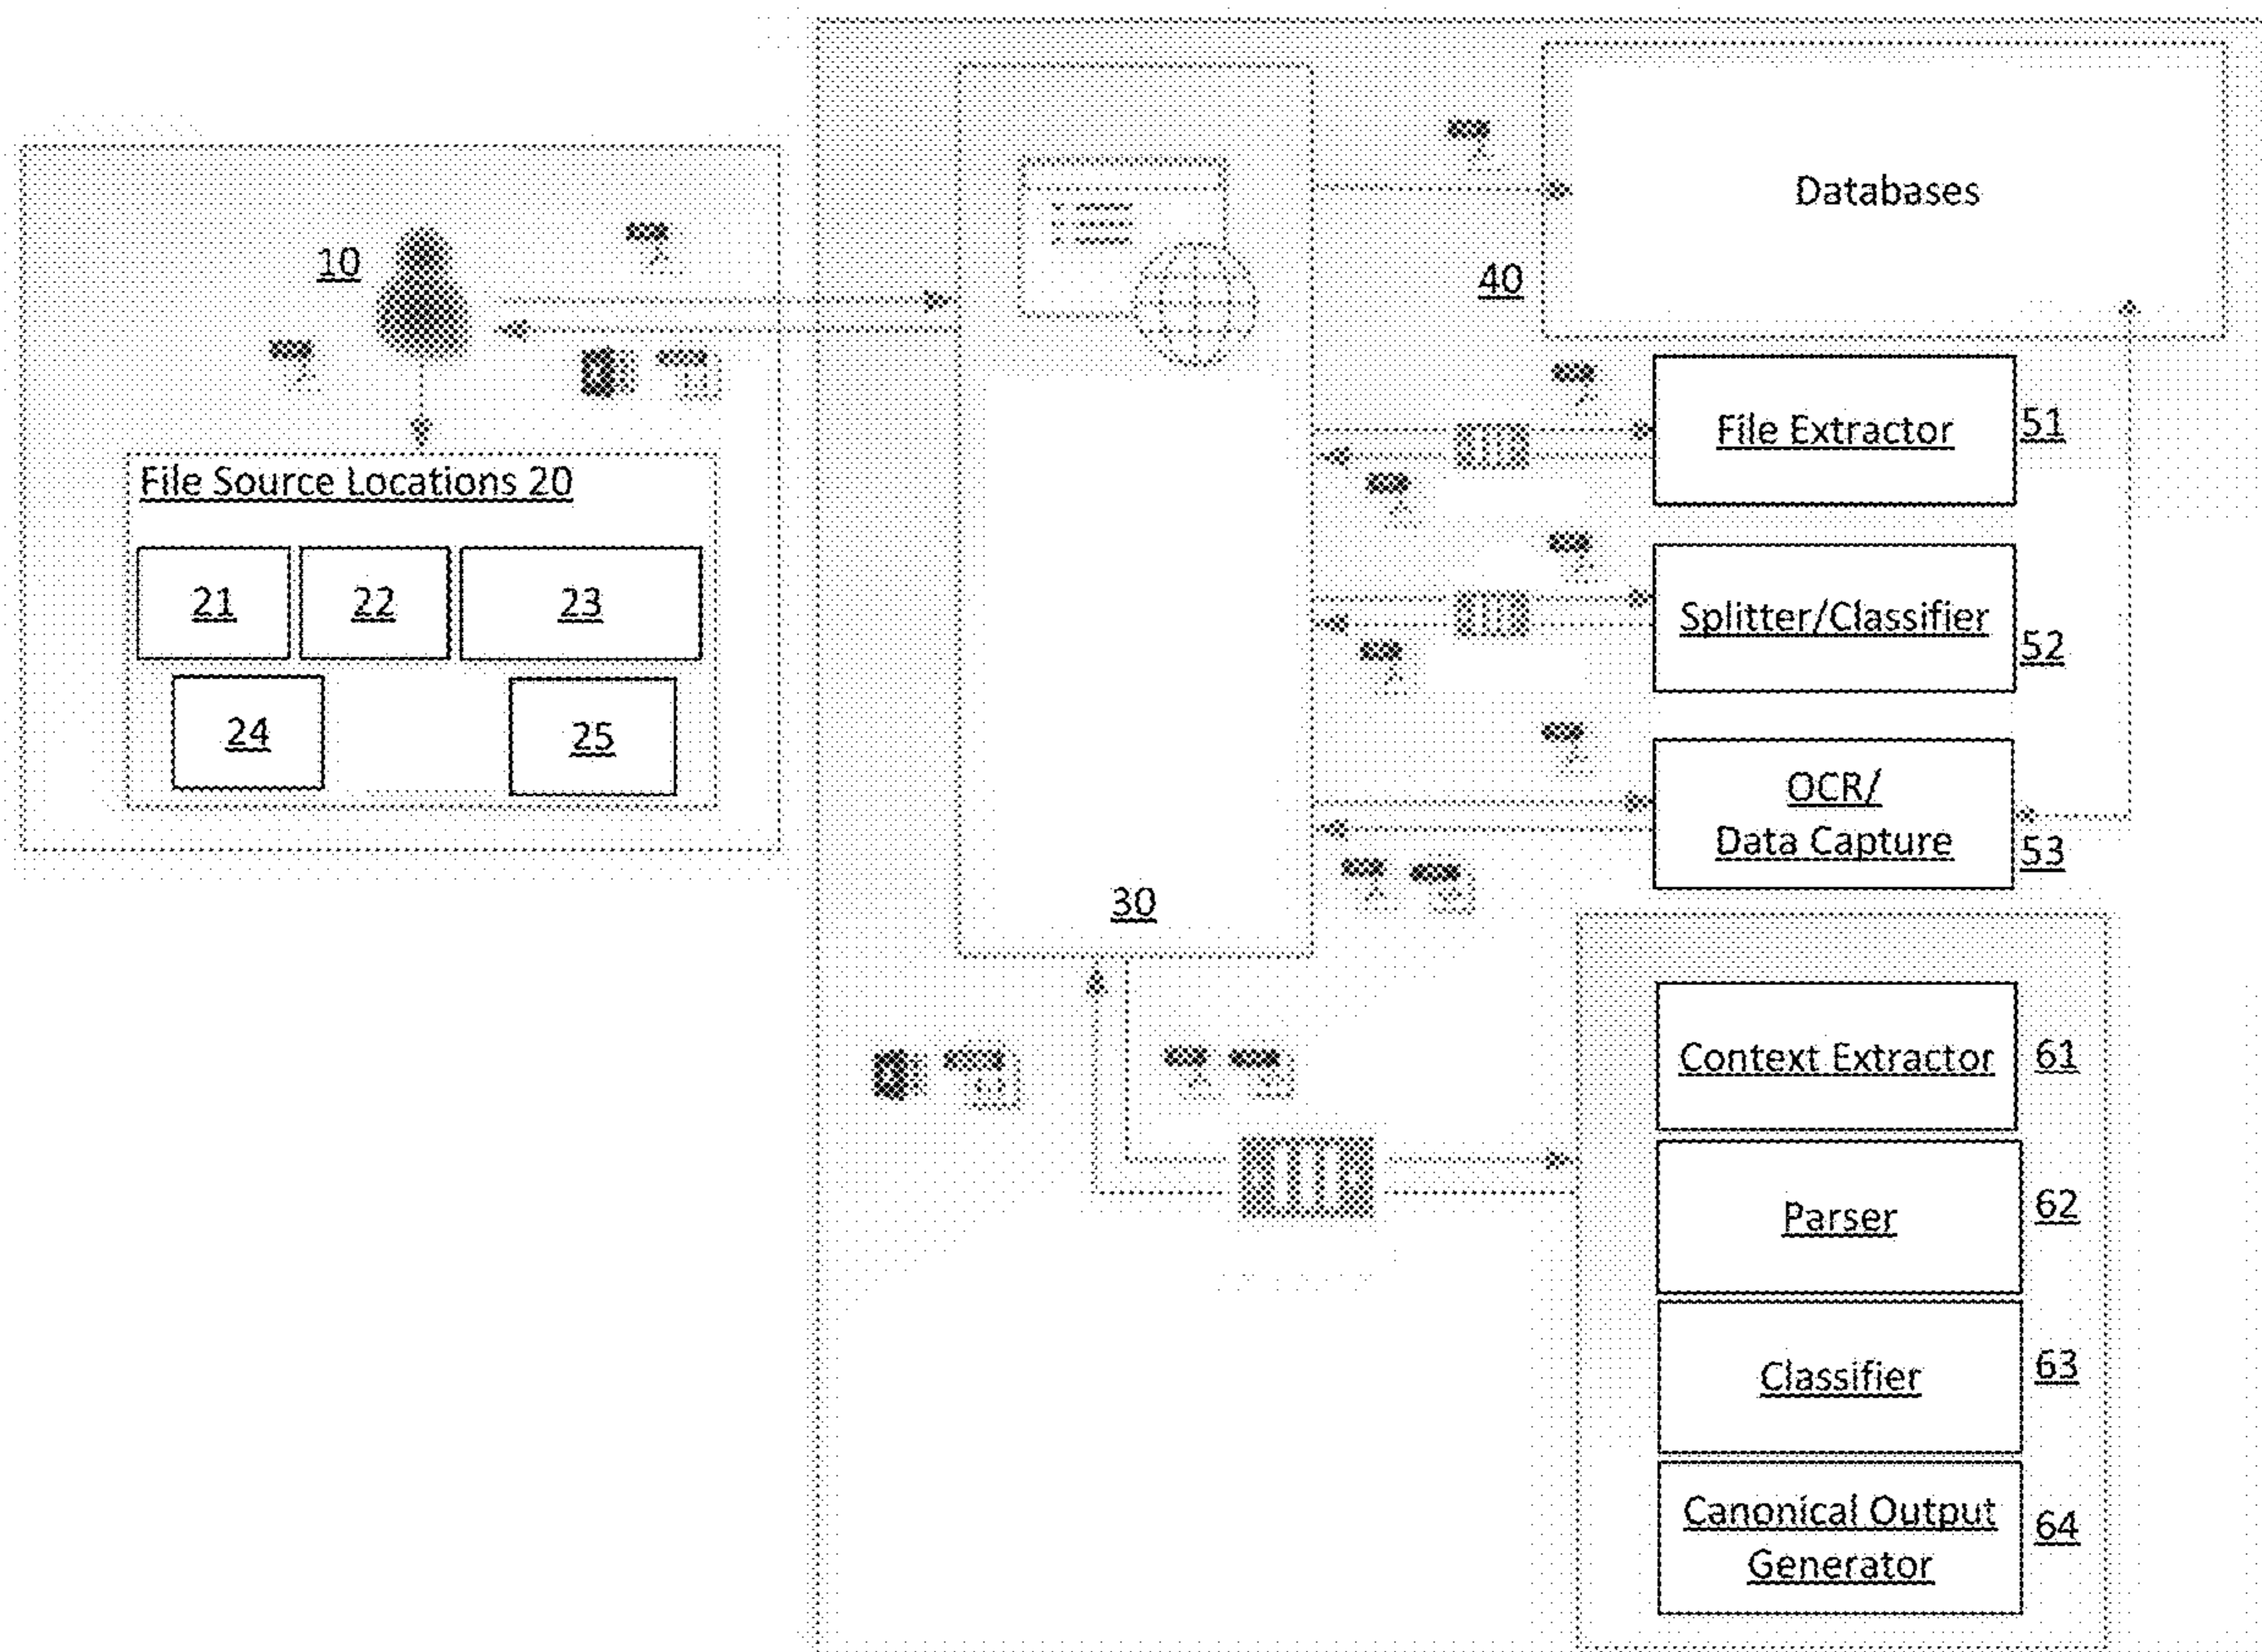 10
File Source Locations 20
21
22
23
24
25
30
Databases
40
File Extractor
51
Splitter/Classifier
52
OCR/
Data Capture
53
Context Extractor
61
Parser
62
Classifier
63
Canonical Output
Generator
64